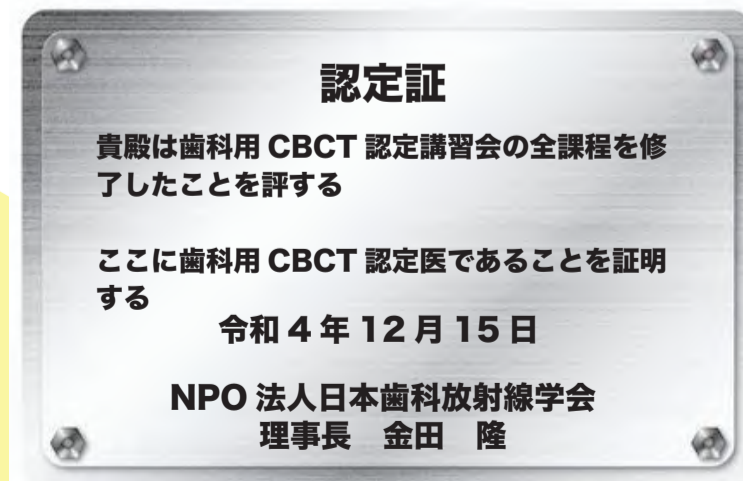 認定証
貴殿は歯科用 CBCT 認定講習会の全課程を修
了したことを評する
ここに歯科用 CBCT 認定医であることを証明
する
令和 4 年 12 月 15 日
NPO 法人日本歯科放射線学会
理事長　金田　隆